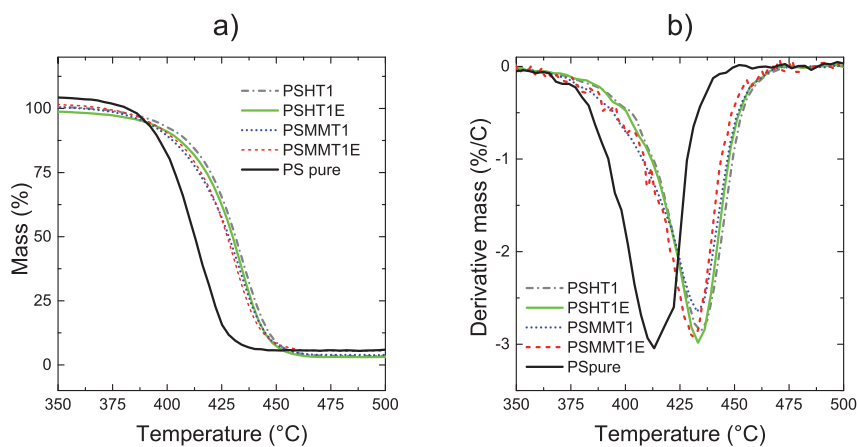 a)
PSHT1
PSHT1E
PSMMT1
PSMMT1E
PS pure
100
75
50
25
0
Mass (%)
350 375 400 425 450 475 500
Temperature (°C)
b)
0
-1
-2
-3
Derivative mass (%/C)
PSHT1
PSHT1E
PSMMT1
PSMMT1E
PSpure
350 375 400 425 450 475 500
Temperature (°C)